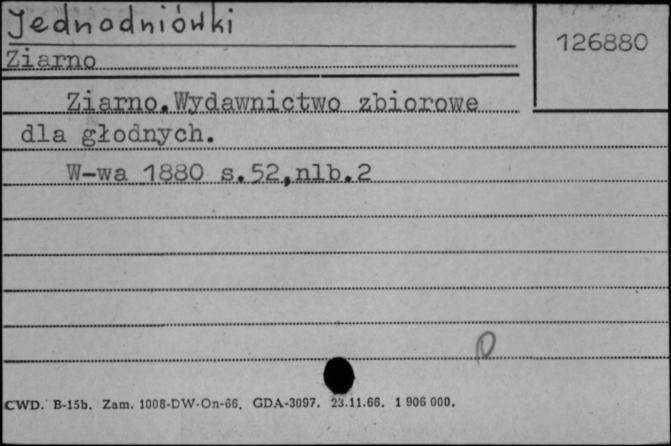 Jednodniówki
126880
Ziarno
Ziarno.Wydawnictwo zbiorowe
dla głodnych.
W-wa 1880 s.52,nlb.2
CWD. B-15b. Zam. 1008-DW-On-66. GDA-3097. 23.11.66. 1 906 000.